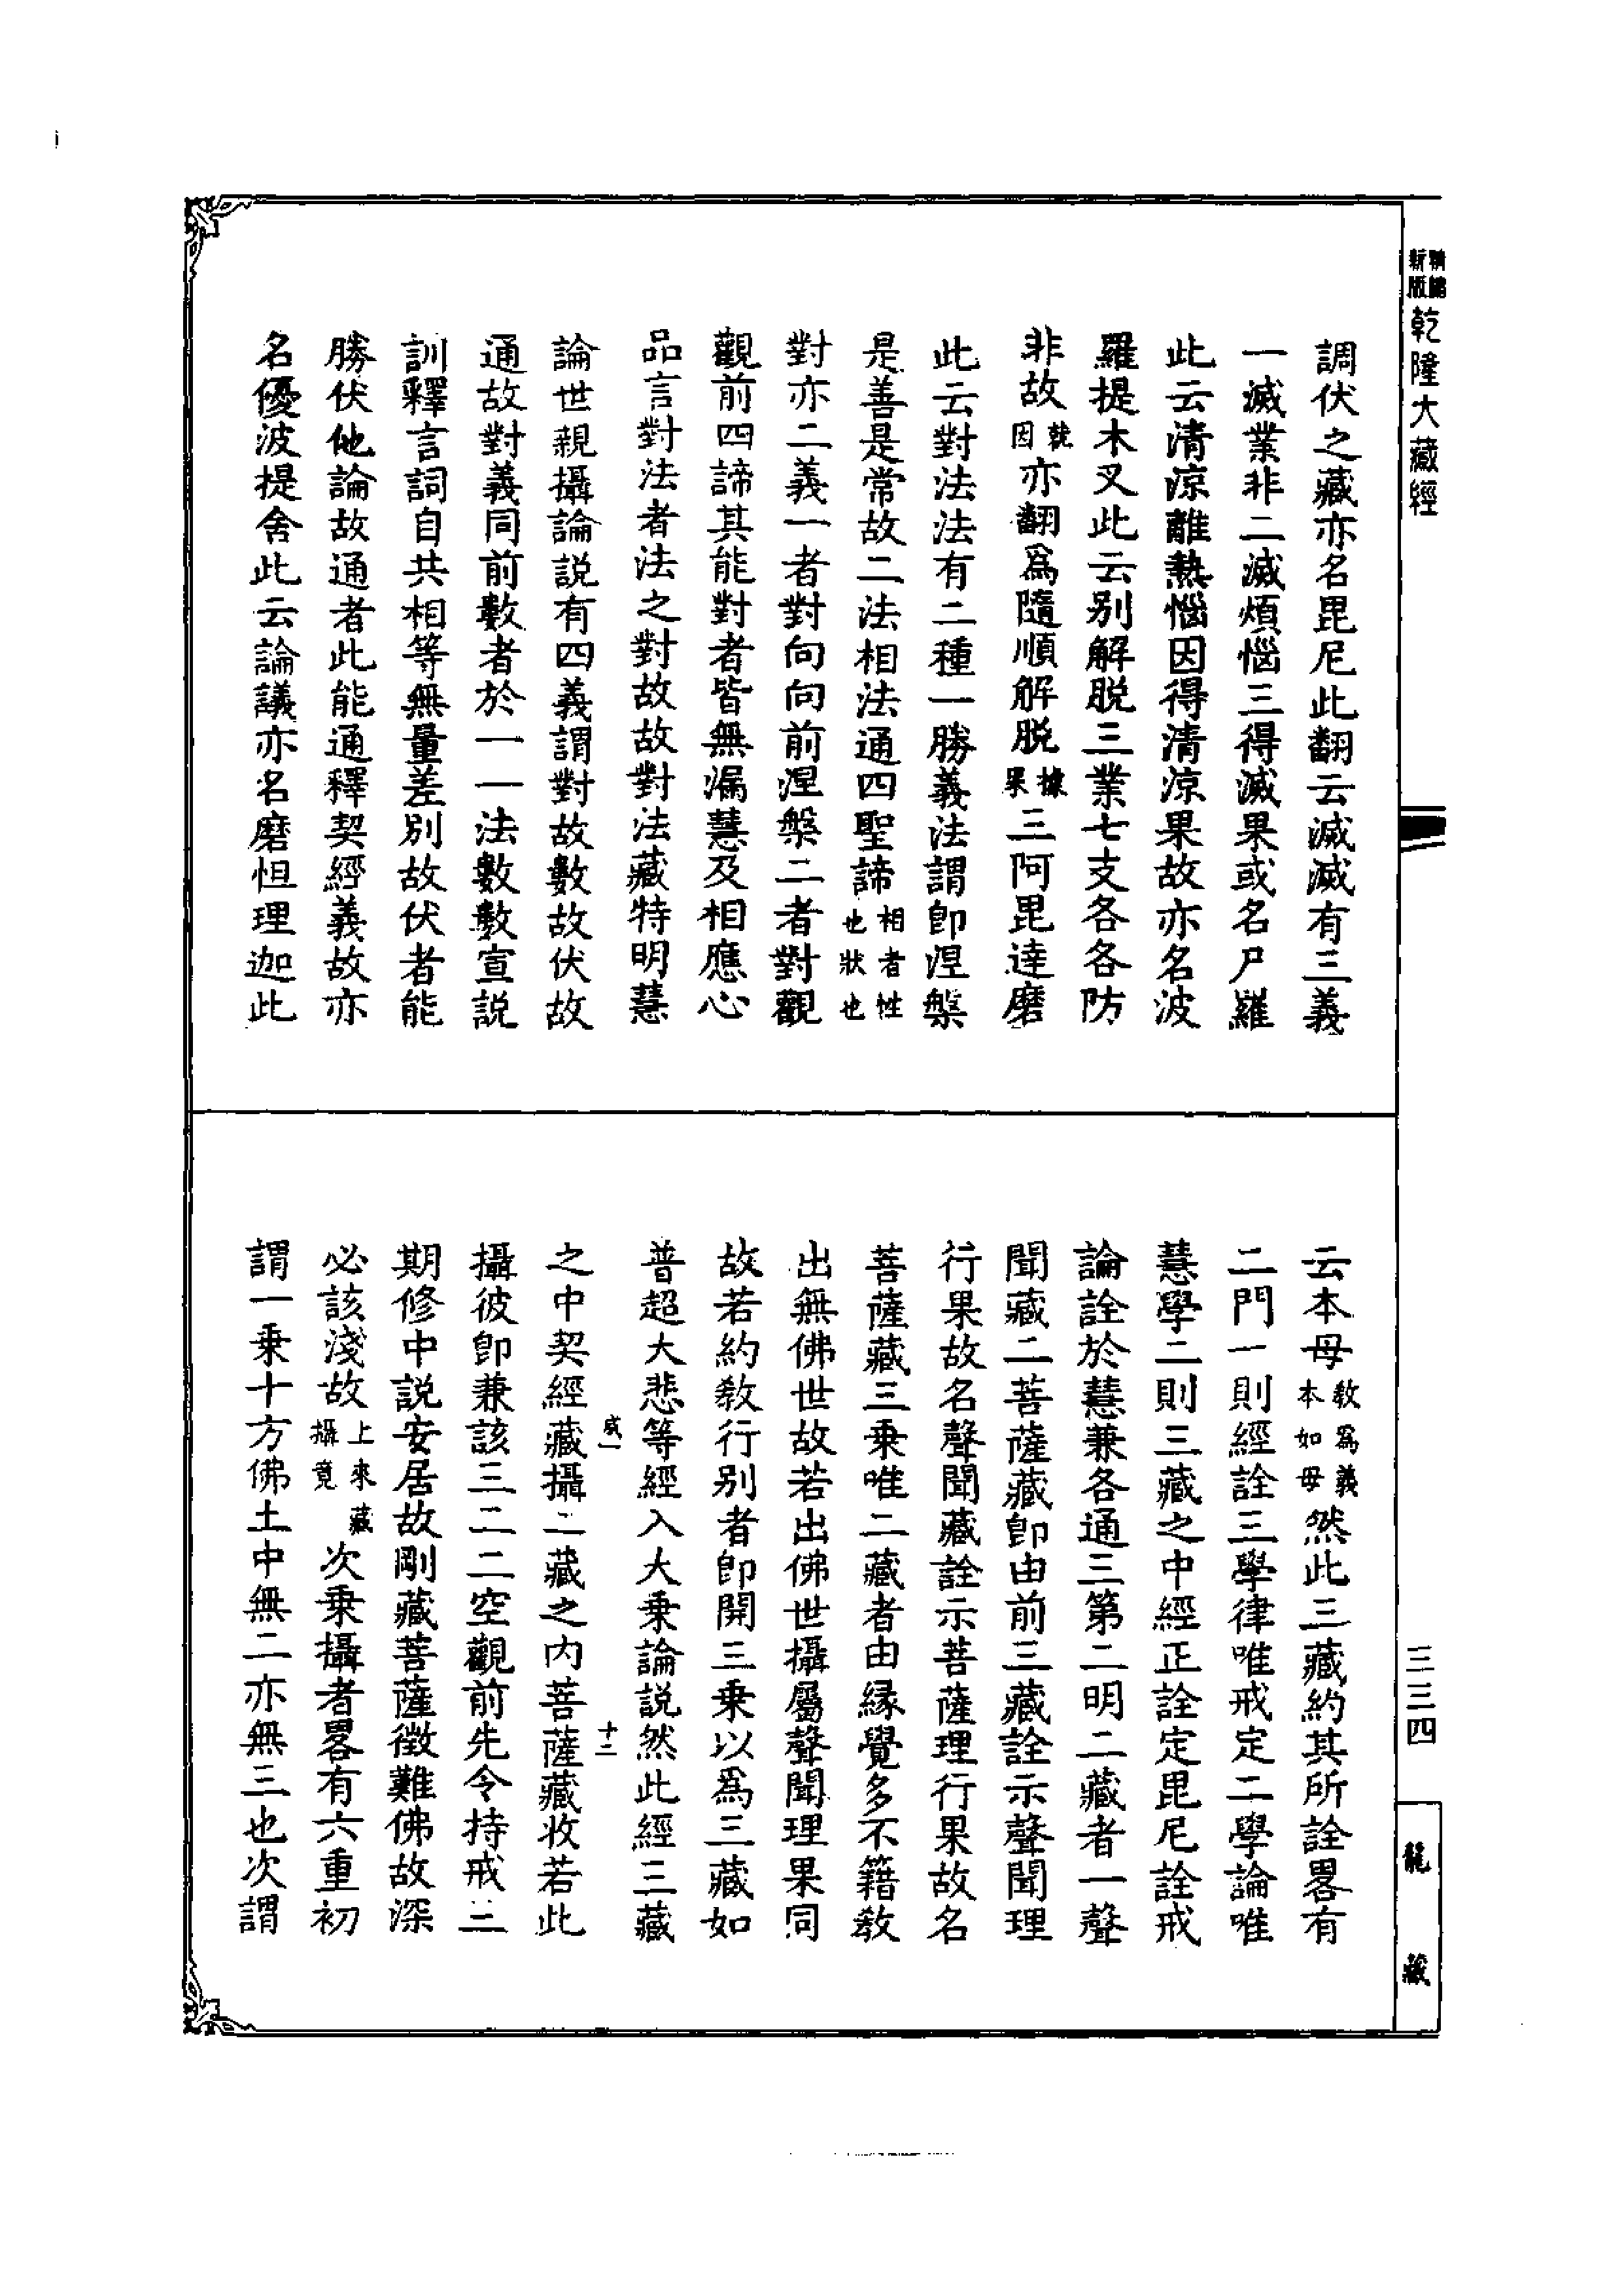 精編
新版
乾隆大藏經
調伏之藏亦名毘尼此翻云滅滅有三義
一滅業非二滅煩惱三得滅果或名尸羅
此云清涼離熱惱因得清涼果故亦名波
羅提木叉此云别解脱三業七支各各防
非故就因亦翻爲隨順解脱據果三阿毘達磨
此云對法法有二種一勝義法謂卽涅槃
是善是常故二法相法通四聖諦相者性也狀也
對亦二義一者對向向前涅槃二者對觀
觀前四諦其能對者皆無漏慧及相應心
品言對法者法之對故故對法藏特明慧
論世親攝論説有四義謂對故數故伏故
通故對義同前數者於一一法數數宣説
訓釋言詞自共相等無量差别故伏者能
勝伏他論故通者此能通釋契經義故亦
名優波提舍此云論議亦名磨怛理迦此
云本母教爲義本如母然此三藏約其所詮畧有
二門一則經詮三學律唯戒定二學論唯
慧學二則三藏之中經正詮定毘尼詮戒
論詮於慧兼各通三第二明二藏者一聲
聞藏二菩薩藏卽由前三藏詮示聲聞理
行果故名聲聞藏詮示菩薩理行果故名
菩薩藏三乘唯二藏者由緣覺多不籍教
出無佛世故若出佛世攝屬聲聞理果同
故若約教行别者卽開三乘以爲三藏如
普超大悲等經入大乘論説然此經三藏
咸一
十二
之中契經藏攝二藏之内菩薩藏收若此
攝彼卽兼該三二二空觀前先令持戒三
期修中説安居故剛藏菩薩徵難佛故深
必該淺故上來藏攝竟次乘攝者畧有六重初
謂一乘十方佛土中無二亦無三也次謂
三三四
龍藏